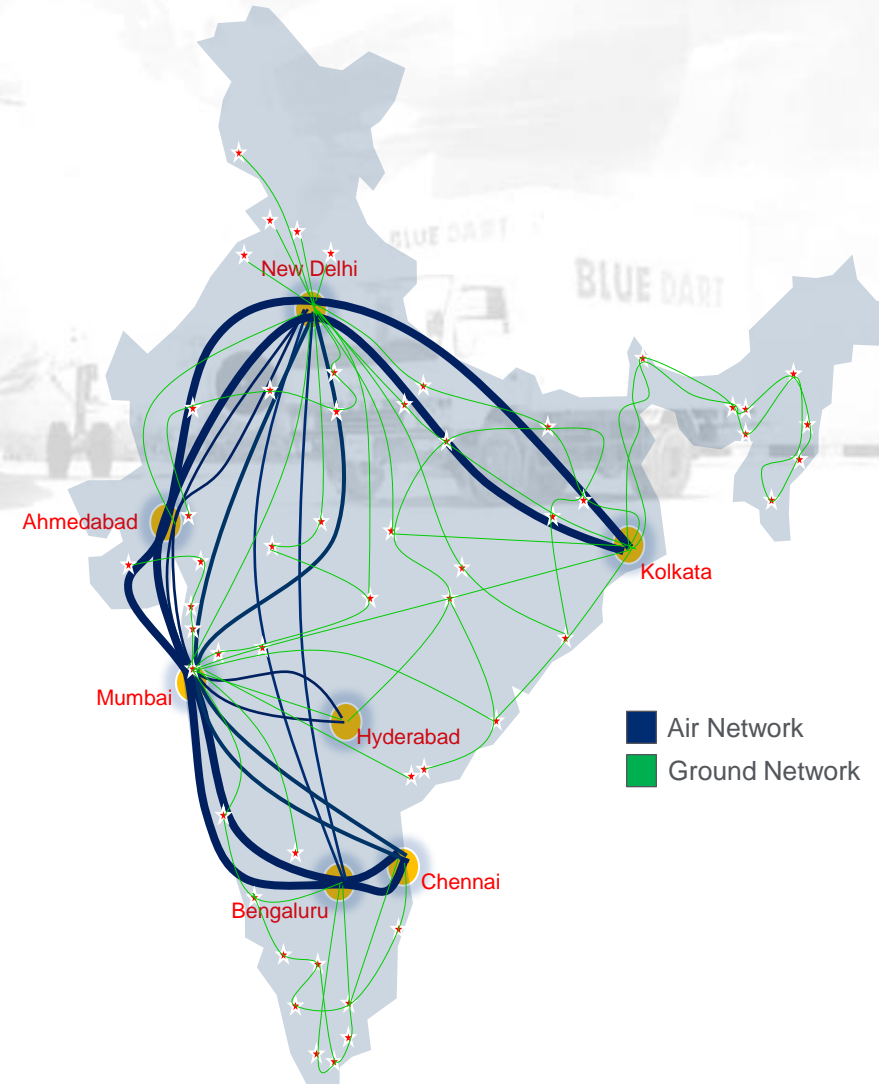 BLUE DART
BLUE DART
New Delhi
Ahmedabad
Kolkata
Mumbai
Hyderabad
Air Network
Ground Network
Chennai
Bengaluru